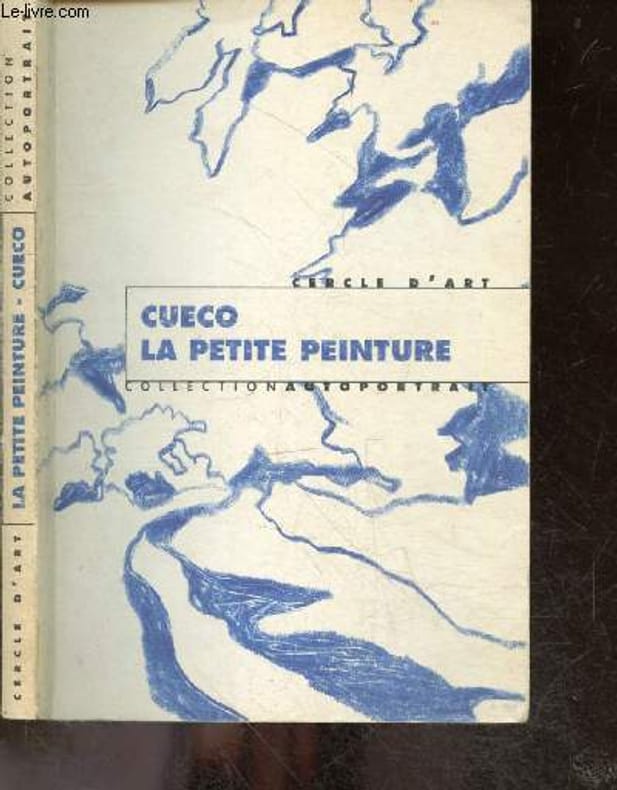 Le-livre.com
COLLECTION
AUTOPORTRAIT
LA PETITE PEINTURE - CUECO
CERCLE D'ART
CERCLE D'ART
CUECO
LA PETITE PEINTURE
COLLECTION AUTOPORTRAIT